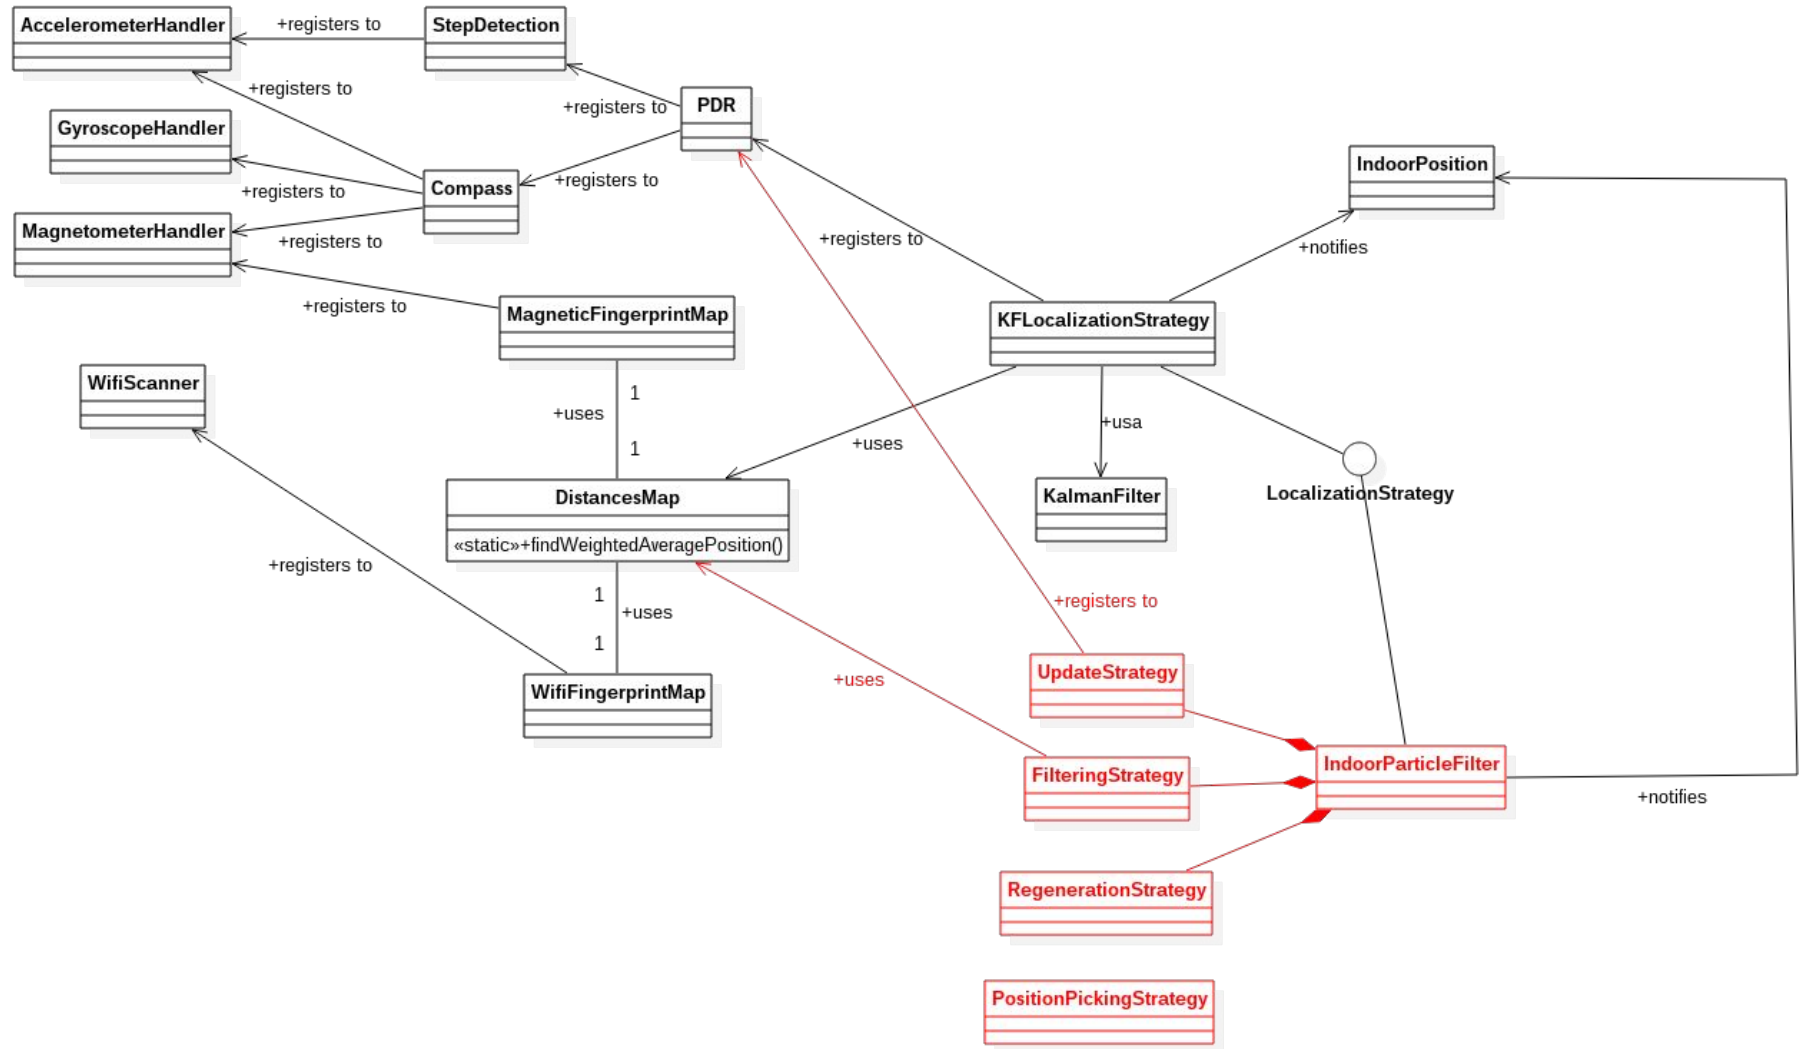 AccelerometerHandler
+registers to
StepDetection
+registers to
+registers to
PDR
GyroscopeHandler
+registers to
Compass
+registers to
IndoorPosition
MagnetometerHandler
+registers to
+registers to
+notifies
+registers to
MagneticFingerprintMap
KFLocalizationStrategy
WifiScanner
1
+uses
+usa
+uses
1
LocalizationStrategy
DistancesMap
KalmanFilter
«static»+findWeightedAveragePosition()
+registers to
1
+uses
+registers to
1
UpdateStrategy
+uses
WifiFingerprintMap
IndoorParticleFilter
FilteringStrategy
+notifies
RegenerationStrategy
PositionPickingStrategy